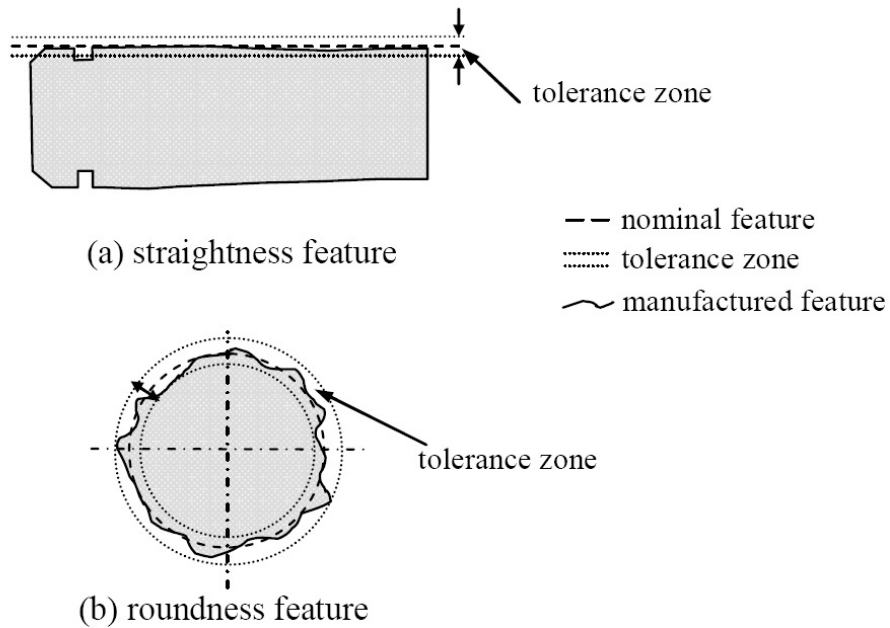 tolerance zone
nominal feature
(a) straightness feature
tolerance zone
manufactured feature
tolerance zone
(b) roundness feature